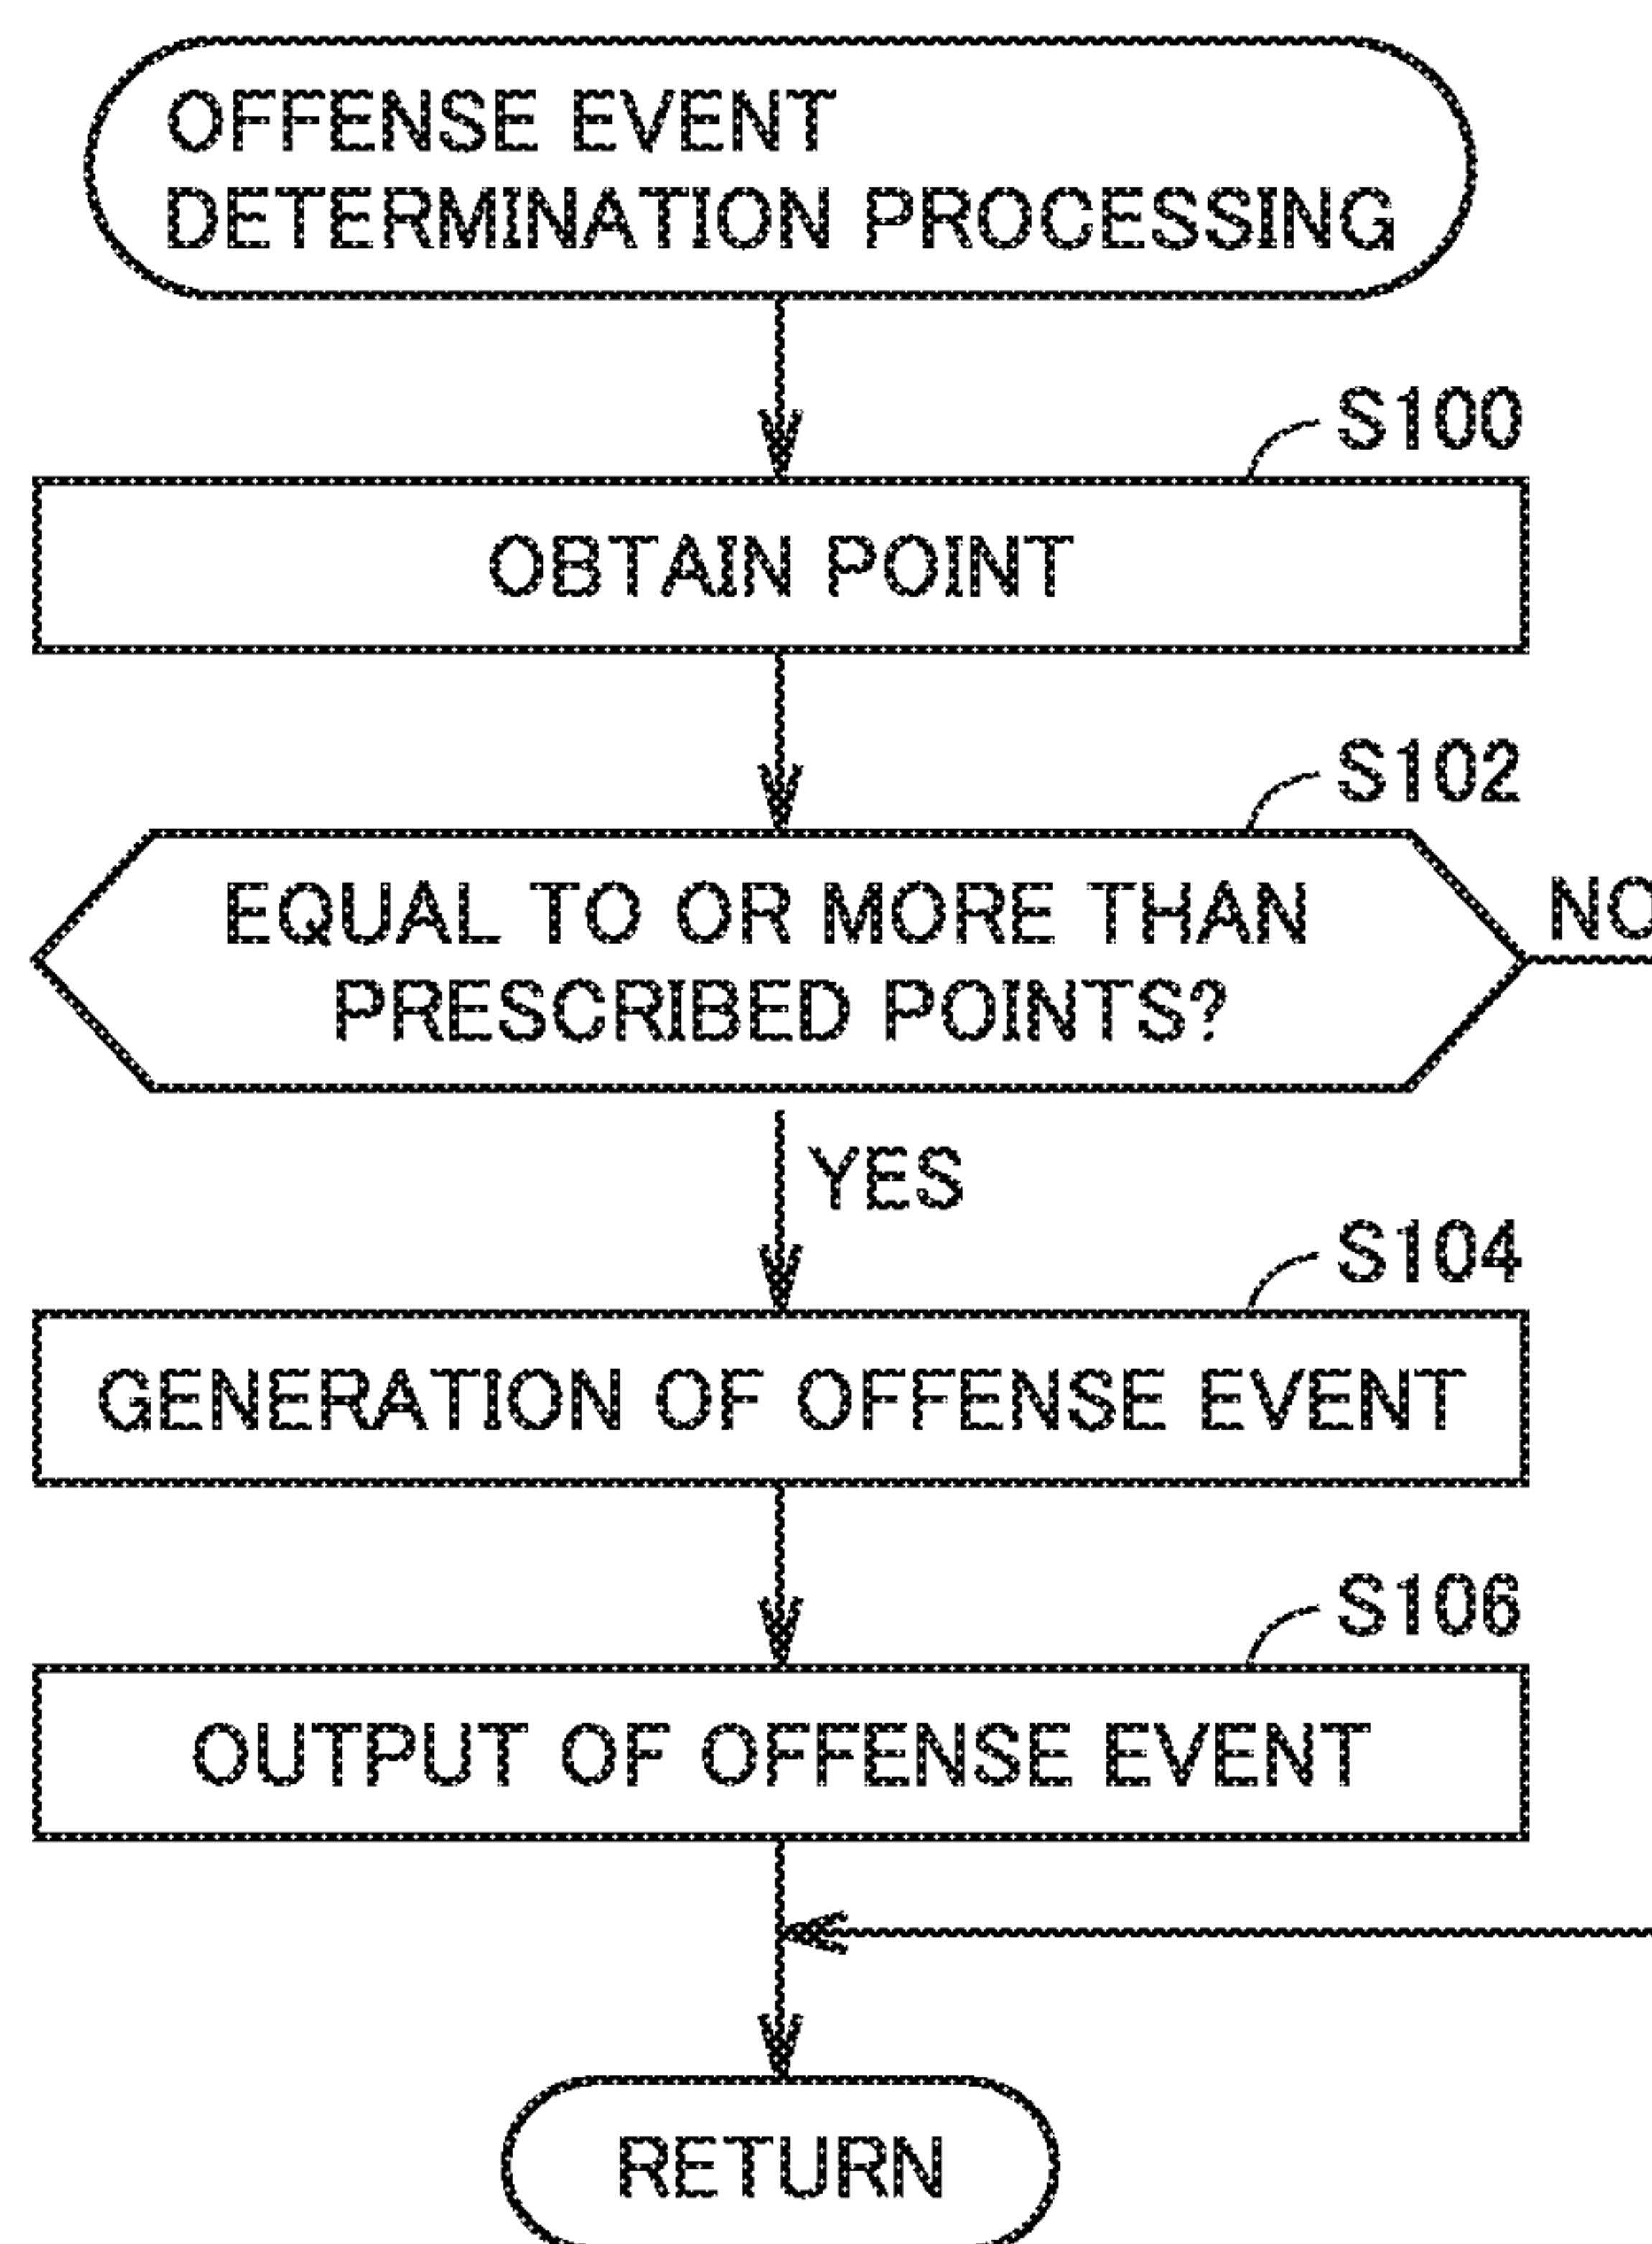 OFFENSE EVENT
DETERMINATION PROCESSING
S100
OBTAIN POINT
S102
EQUAL TO OR MORE THAN
PRESCRIBED POINTS?
NO
YES
S104
GENERATION OF OFFENSE EVENT
S106
OUTPUT OF OFFENSE EVENT
RETURN